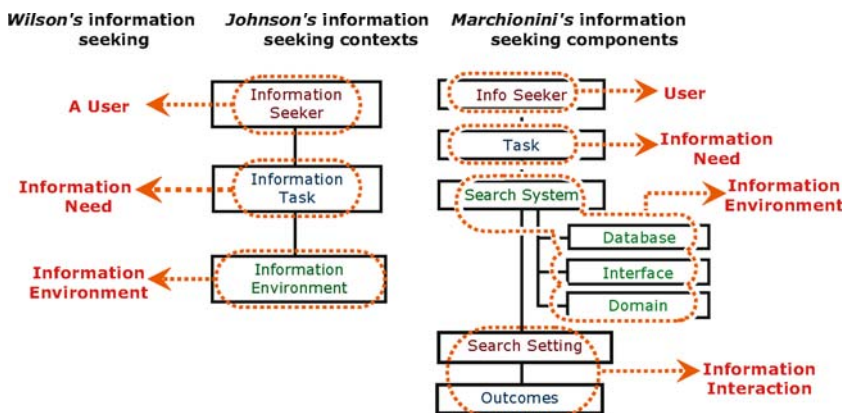 Wilson's information
seeking
Johnson's information
seeking contexts
Marchionini's information
seeking components
A User
Information
Seeker
Info Seeker
User
Information
Need
Information
Task
Task
Information
Need
Search System
Information
Environment
Database
Information
Environment
Information
Environment
Interface
Domain
Search Setting
Outcomes
Information
Interaction